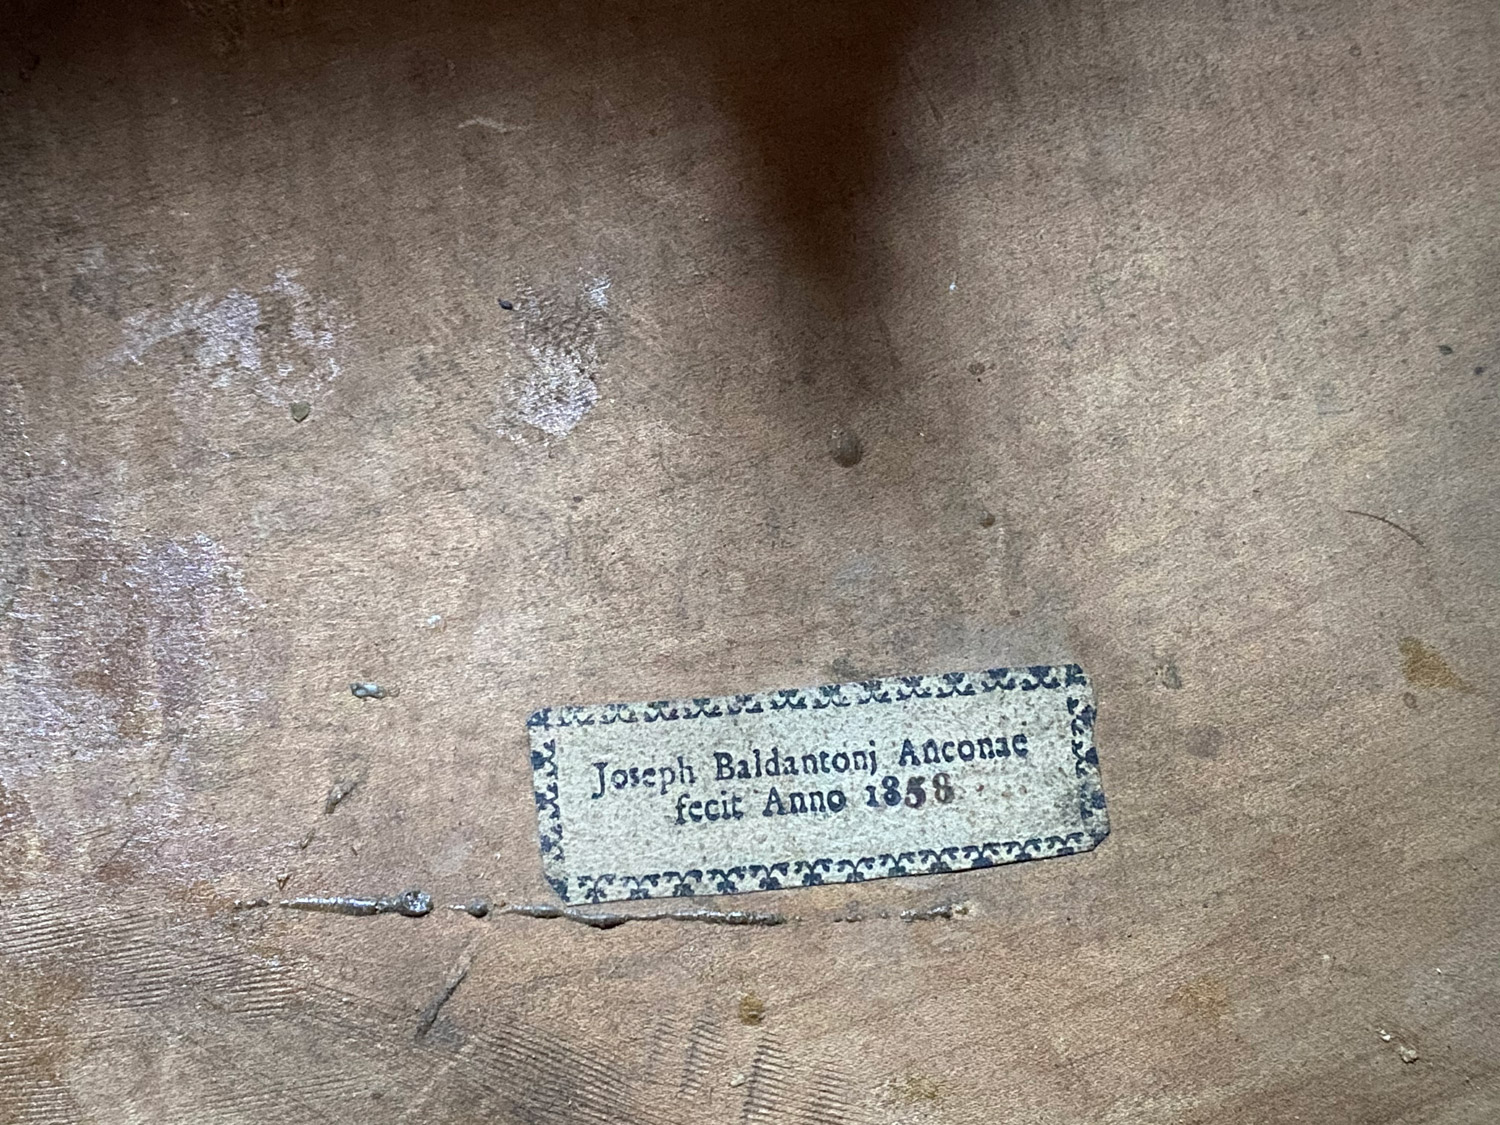 Joseph Baldantonj Anconae
fecit Anno 1858